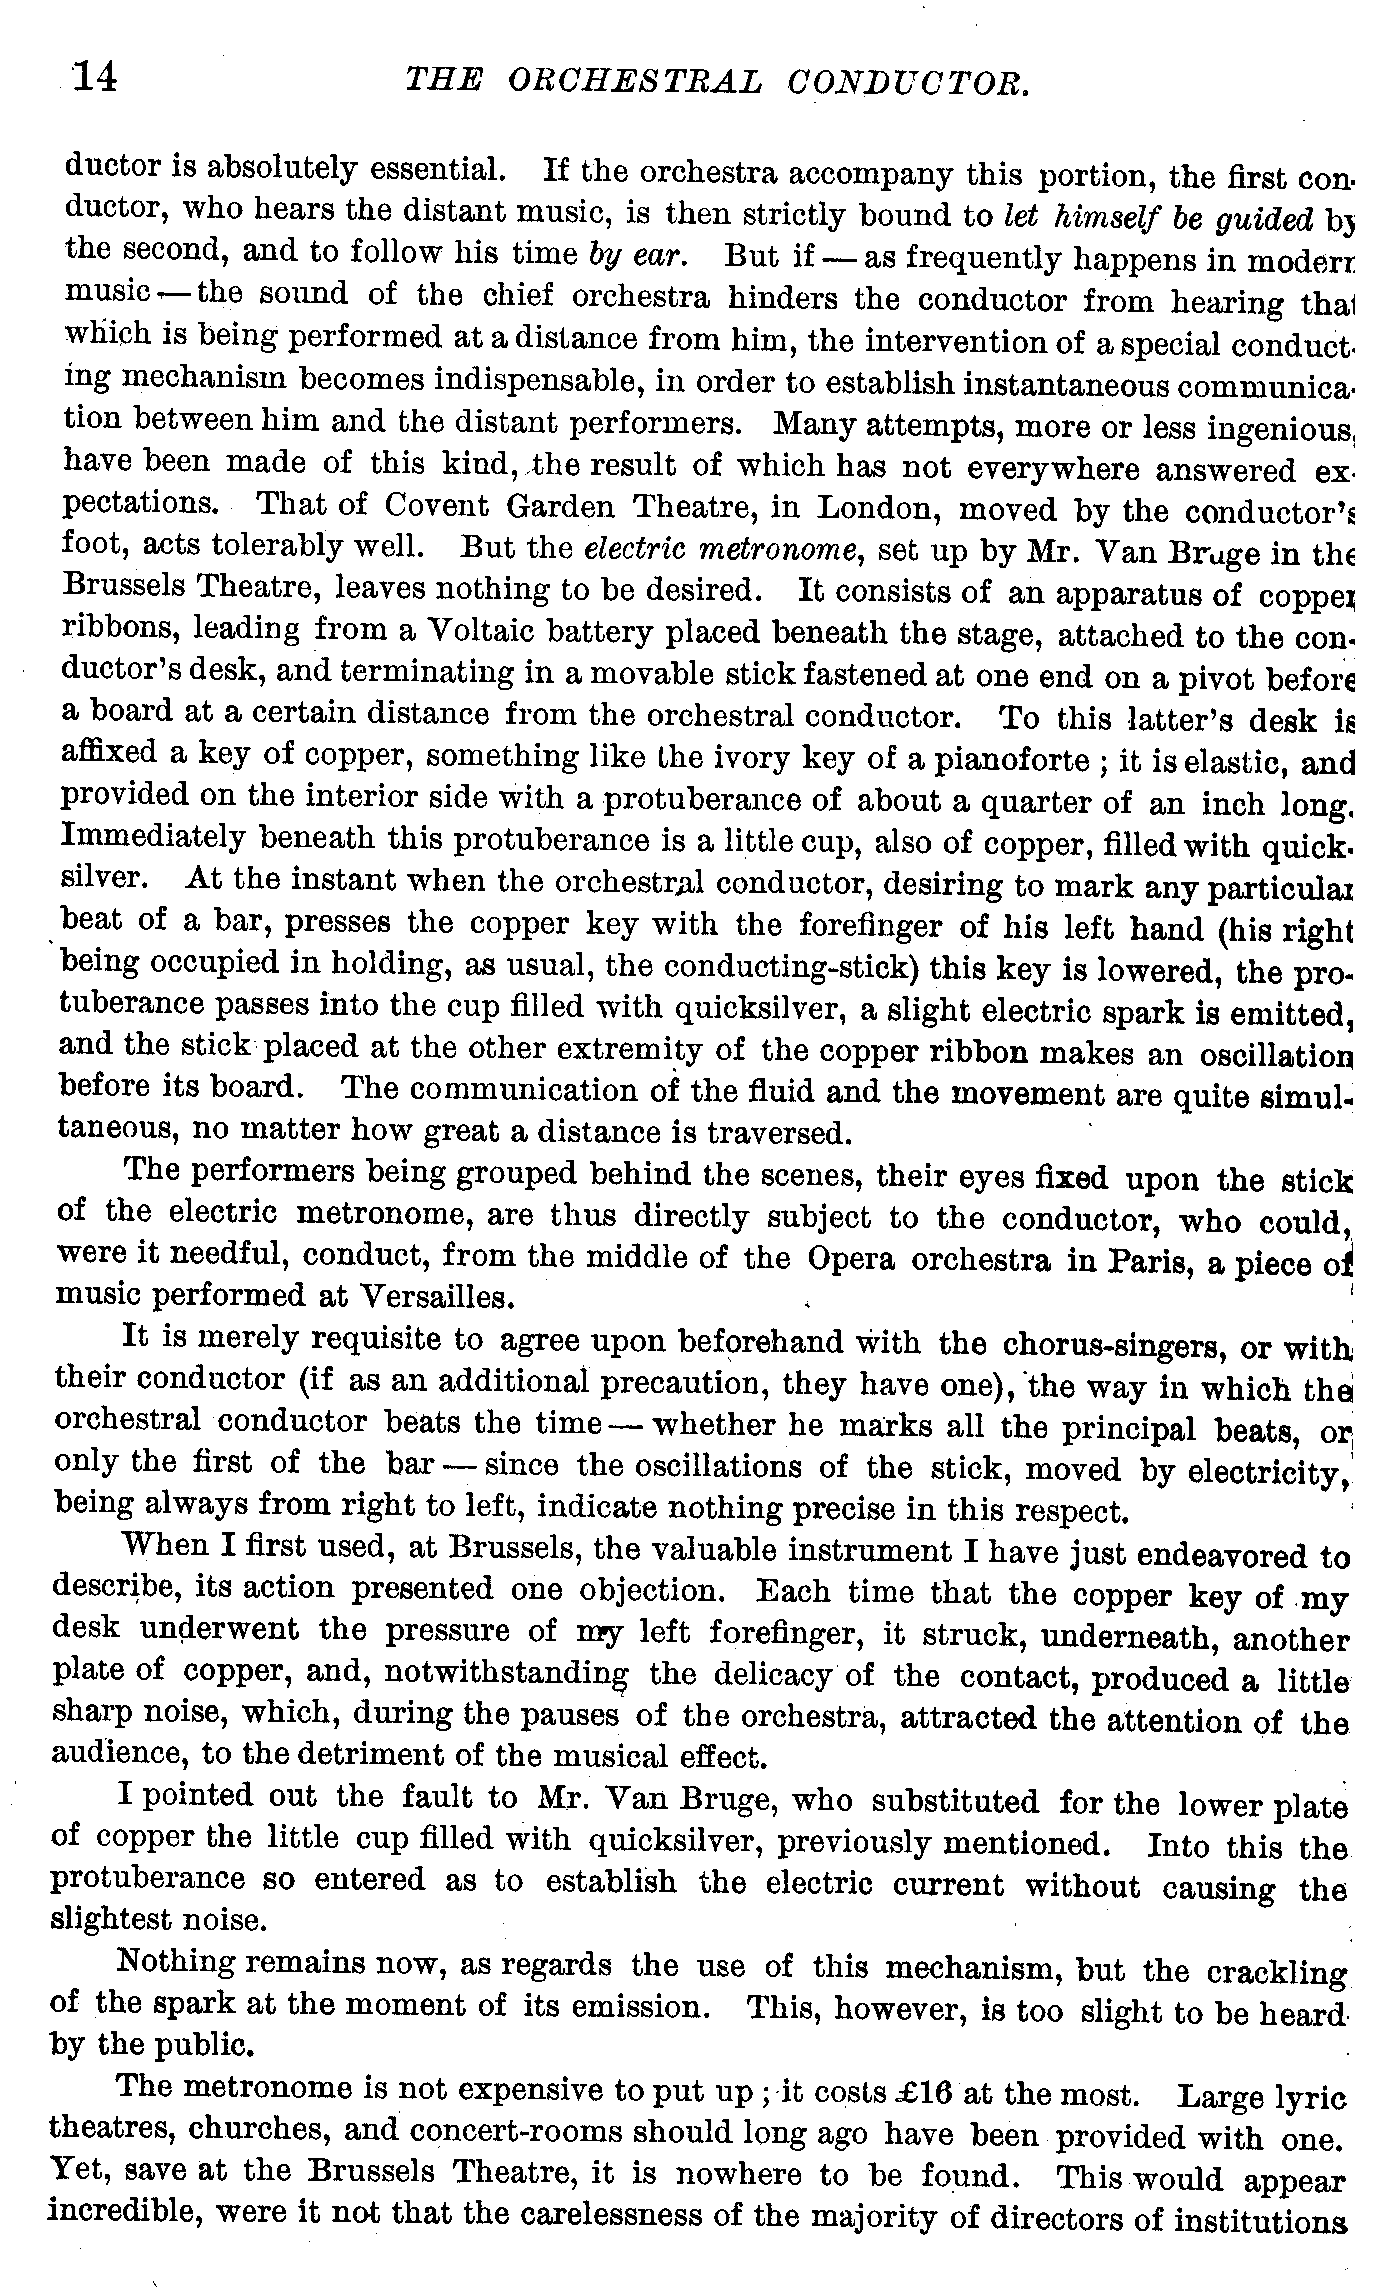 14 THE ORCHESTRAL CONDUCTOR.
ductor is absolutely essential. If the orchestra accompany this portion, the first con-
ductor, who hears the distant music, is then strictly bound to let himself be guided by
the second, and to follow his time by ear. But if — as frequently happens in modern
music — the sound of the chief orchestra hinders the conductor from hearing that
which is being performed at a distance from him, the intervention of a special conduct-
ing mechanism becomes indispensable, in order to establish instantaneous communica-
tion between him and the distant performers. Many attempts, more or less ingenious,
have been made of this kind, the result of which has not everywhere answered ex-
pectations. That of Covent Garden Theatre, in London, moved by the conductor's
foot, acts tolerably well. But the electric metronome, set up by Mr. Van Bruge in the
Brussels Theatre, leaves nothing to be desired. It consists of an apparatus of copper
ribbons, leading from a Voltaic battery placed beneath the stage, attached to the con-
ductor's desk, and terminating in a movable stick fastened at one end on a pivot before
a board at a certain distance from the orchestral conductor. To this latter's desk is
affixed a key of copper, something like the ivory key of a pianoforte ; it is elastic, and
provided on the interior side with a protuberance of about a quarter of an inch long.
Immediately beneath this protuberance is a little cup, also of copper, filled with quick-
silver. At the instant when the orchestral conductor, desiring to mark any particular
beat of a bar, presses the copper key with the forefinger of his left hand (his right
being occupied in holding, as usual, the conducting-stick) this key is lowered, the pro-
tuberance passes into the cup filled with quicksilver, a slight electric spark is emitted,
and the stick placed at the other extremity of the copper ribbon makes an oscillation
before its board. The communication of the fluid and the movement are quite simul-
taneous, no matter how great a distance is traversed.
The performers being grouped behind the scenes, their eyes fixed upon the stick
of the electric metronome, are thus directly subject to the conductor, who could,
were it needful, conduct, from the middle of the Opera orchestra in Paris, a piece of
music performed at Versailles.
It is merely requisite to agree upon beforehand with the chorus-singers, or with
their conductor (if as an additional precaution, they have one), the way in which the
orchestral conductor beats the time — whether he marks all the principal beats, or
only the first of the bar — since the oscillations of the stick, moved by electricity,
being always from right to left, indicate nothing precise in this respect.
When I first used, at Brussels, the valuable instrument I have just endeavored to
describe, its action presented one objection. Each time that the copper key of my
desk underwent the pressure of my left forefinger, it struck, underneath, another
plate of copper, and, notwithstanding the delicacy of the contact, produced a little
sharp noise, which, during the pauses of the orchestra, attracted the attention of the
audience, to the detriment of the musical effect.
I pointed out the fault to Mr. Van Bruge, who substituted for the lower plate
of copper the little cup filled with quicksilver, previously mentioned. Into this the
protuberance so entered as to establish the electric current without causing the
slightest noise.
Nothing remains now, as regards the use of this mechanism, but the crackling
of the spark at the moment of its emission. This, however, is too slight to be heard
by the public.
The metronome is not expensive to put up ; it costs £16 at the most. Large lyric
theatres, churches, and concert-rooms should long ago have been provided with one.
Yet, save at the Brussels Theatre, it is nowhere to be found. This would appear
incredible, were it not that the carelessness of the majority of directors of institutions